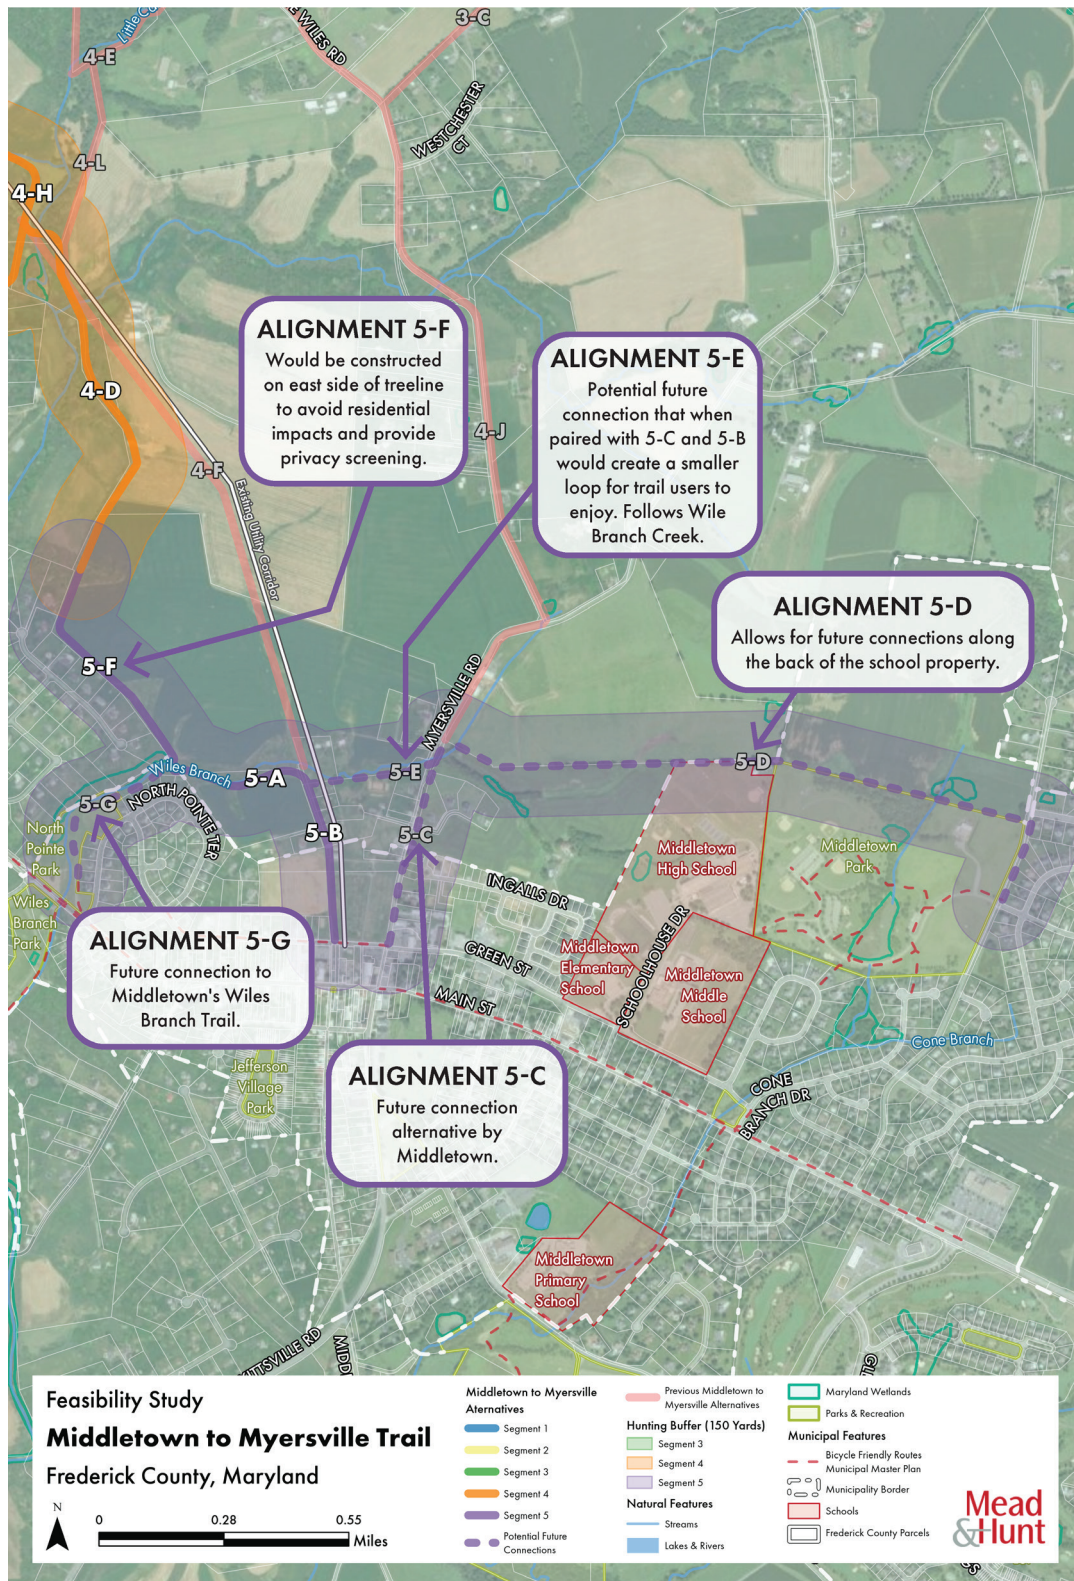 Little Ca
E WILES RD
3-C
4-E
WESTCHESTER
CT
4-L
4-H
ALIGNMENT 5-F
Would be constructed
on east side of treeline
to avoid residential
impacts and provide
privacy screening.
ALIGNMENT 5-E
Potential future
connection that when
paired with 5-C and 5-B
would create a smaller
loop for trail users to
enjoy. Follows Wile
Branch Creek.
4-D
4-J
4-F
Existing Utility Corridor
ALIGNMENT 5-D
Allows for future connections along
the back of the school property.
5-F
MYERSVILLE RD
Wiles Branch
5-A
5-E
5-D
5-G
NORTH POINTE TER
5-B
5-C
North
Pointe
Park
Middletown
High School
Middletown
Park
INGALLS DR
Wiles
Branch
Park
ALIGNMENT 5-G
Future connection to
Middletown's Wiles
Branch Trail.
GREEN ST
Middletown
Elementary
School
SCHOOLHOUSE DR
Middletown
Middle
School
MAIN ST
Cone Branch
Jefferson
Village
Park
ALIGNMENT 5-C
Future connection
alternative by
Middletown.
CONE
BRANCH DR
Middletown
Primary
School
KITTSVILLE RD
MIDD
GL
GS
Feasibility Study
Middletown to Myersville Trail
Frederick County, Maryland
N
0 0.28 0.55
Miles
Middletown to Myersville
Aternatives
Segment 1
Segment 2
Segment 3
Segment 4
Segment 5
Potential Future
Connections
Previous Middletown to
Myersville Alternatives
Hunting Buffer (150 Yards)
Segment 3
Segment 4
Segment 5
Natural Features
Streams
Lakes & Rivers
Maryland Wetlands
Parks & Recreation
Municipal Features
Bicycle Friendly Routes
Municipal Master Plan
Municipality Border
Schools
Frederick County Parcels
Mead
&Hunt